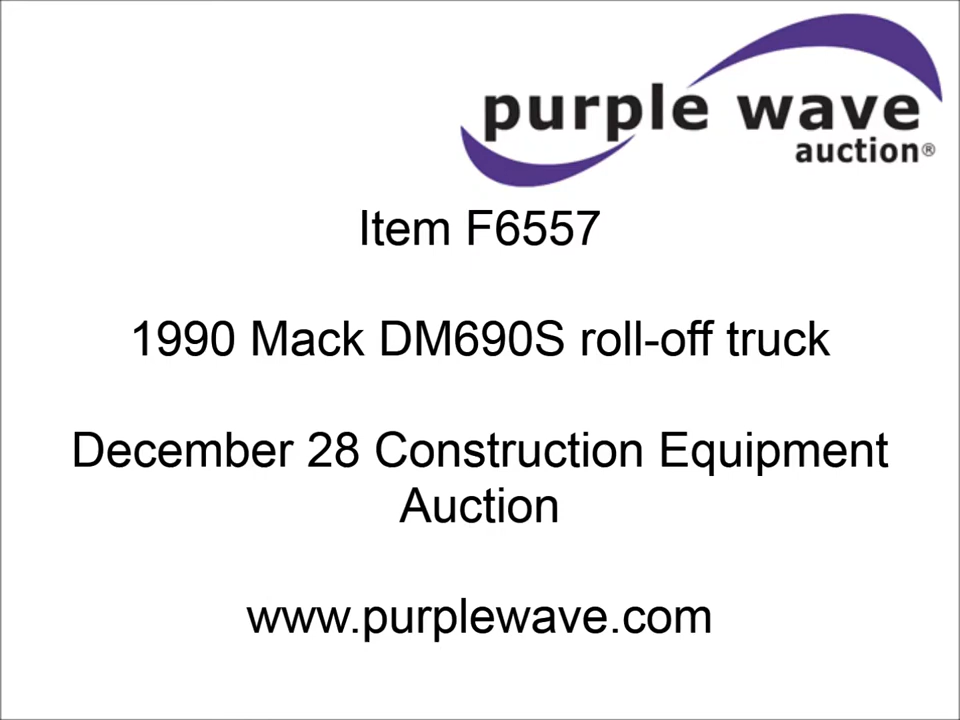 purple wave
auction®
Item F6557
1990 Mack DM690S roll-off truck
December 28 Construction Equipment
Auction
www.purplewave.com